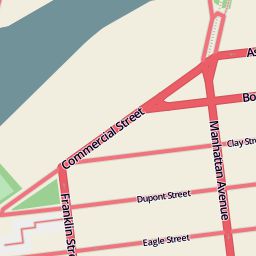 As
Bo
Commercial Street
Clay Stre
Manhattan Avenue
Franklin Stre
Dupont Street
Eagle Street